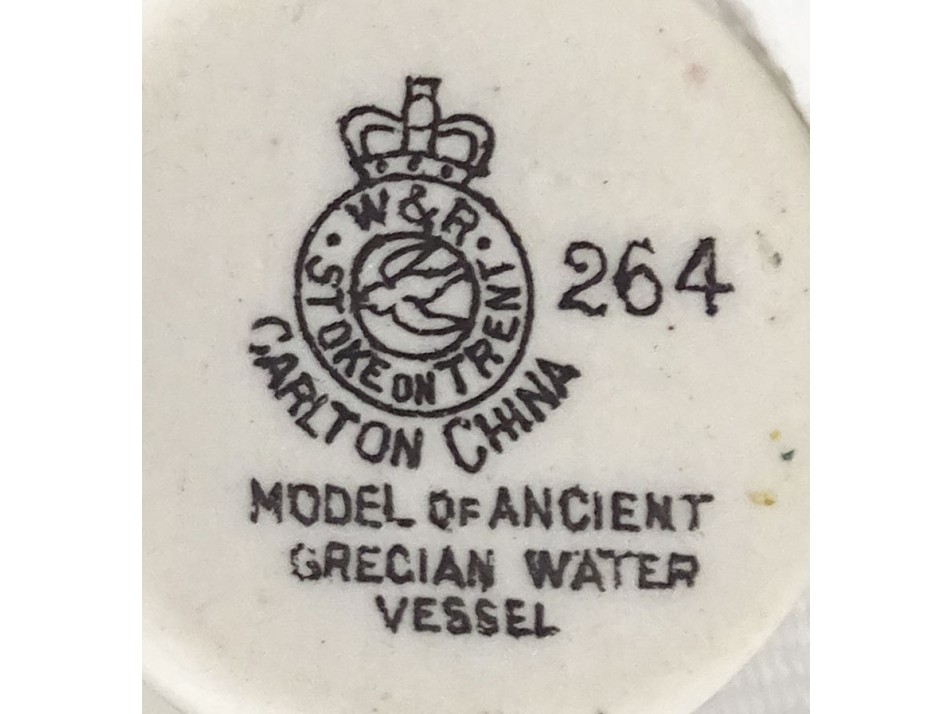 W & R
STOKE ON TRENT
CARLTON CHINA
264
MODEL OF ANCIENT
GRECIAN WATER
VESSEL